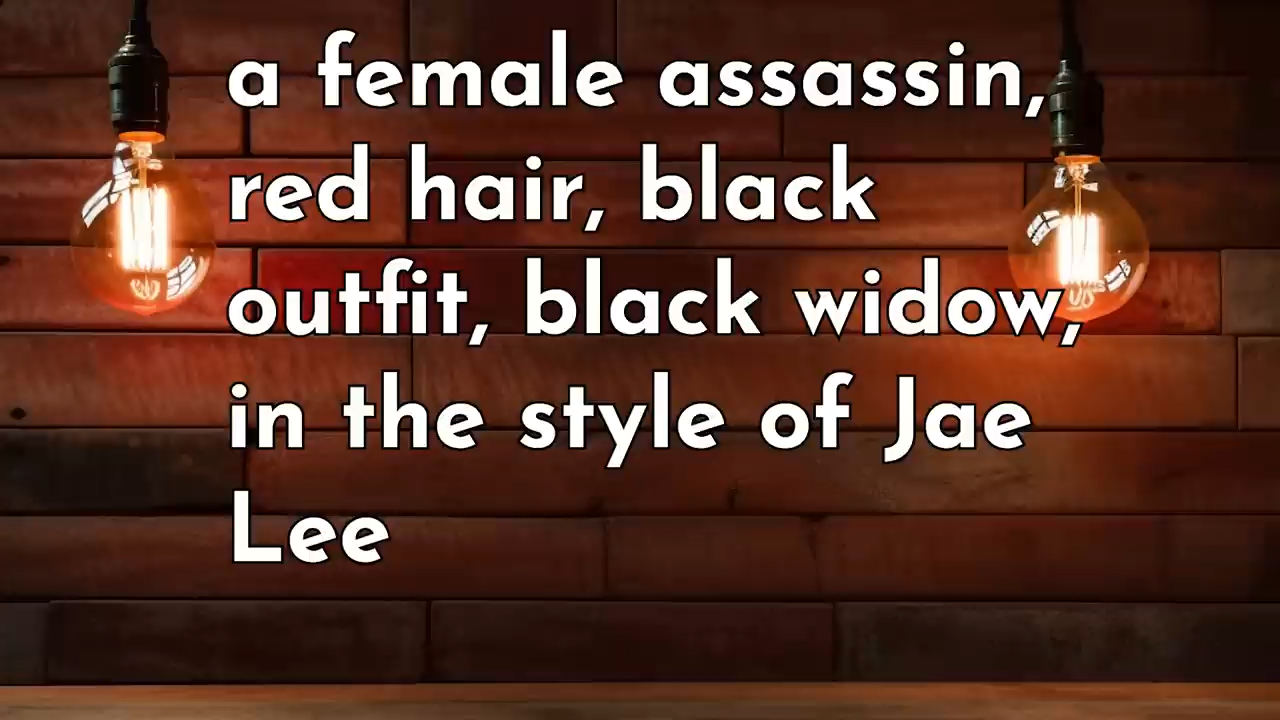 a female assassin,
red hair, black
outfit, black widow,
in the style of Jae
Lee